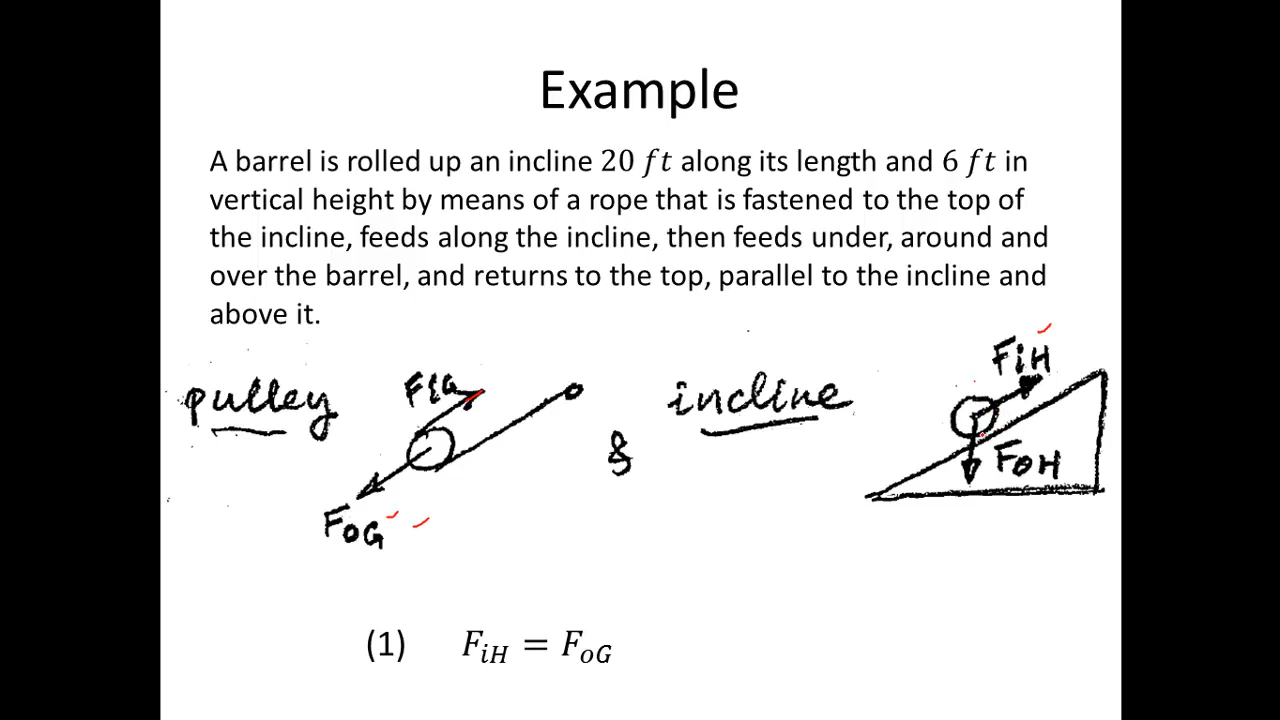 Example
A barrel is rolled up an incline 20 ft along its length and 6 ft in
vertical height by means of a rope that is fastened to the top of
the incline, feeds along the incline, then feeds under, around and
over the barrel, and returns to the top, parallel to the incline and
above it.
pulley
FiG
FoG
&
incline
FiH
FoH
(1) F_{iH} = F_{oG}